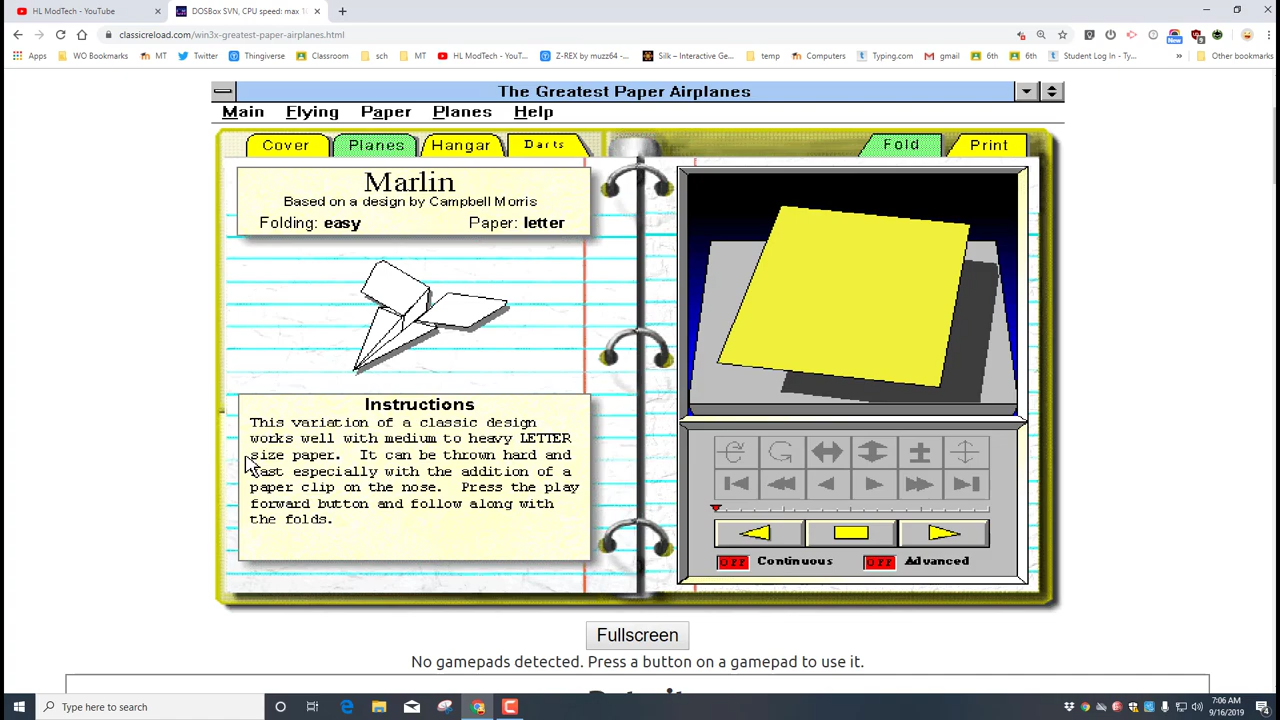 HL ModTech - YouTube
DOSBox SVN, CPU speed: max 1
classicreload.com/win3x-greatest-paper-airplanes.html
Apps
WO Bookmarks
MT
Twitter
Thingiverse
Classroom
sch
MT
HL ModTech - YouT...
Z-REX by muzz64 -...
Silk – Interactive Ge...
temp
Computers
Typing.com
gmail
6th
6th
Student Log In - Ty...
»
Other bookmarks
New
The Greatest Paper Airplanes
Main Flying Paper Planes Help
Cover Planes Hangar Darts Fold Print
Marlin
Based on a design by Campbell Morris
Folding: easy Paper: letter
Instructions
This variation of a classic design
works well with medium to heavy LETTER
size paper. It can be thrown hard and
fast especially with the addition of a
paper clip on the nose. Press the play
forward button and follow along with
the folds.
OFF Continuous OFF Advanced
Fullscreen
No gamepads detected. Press a button on a gamepad to use it.
Type here to search
7:06 AM
9/16/2019